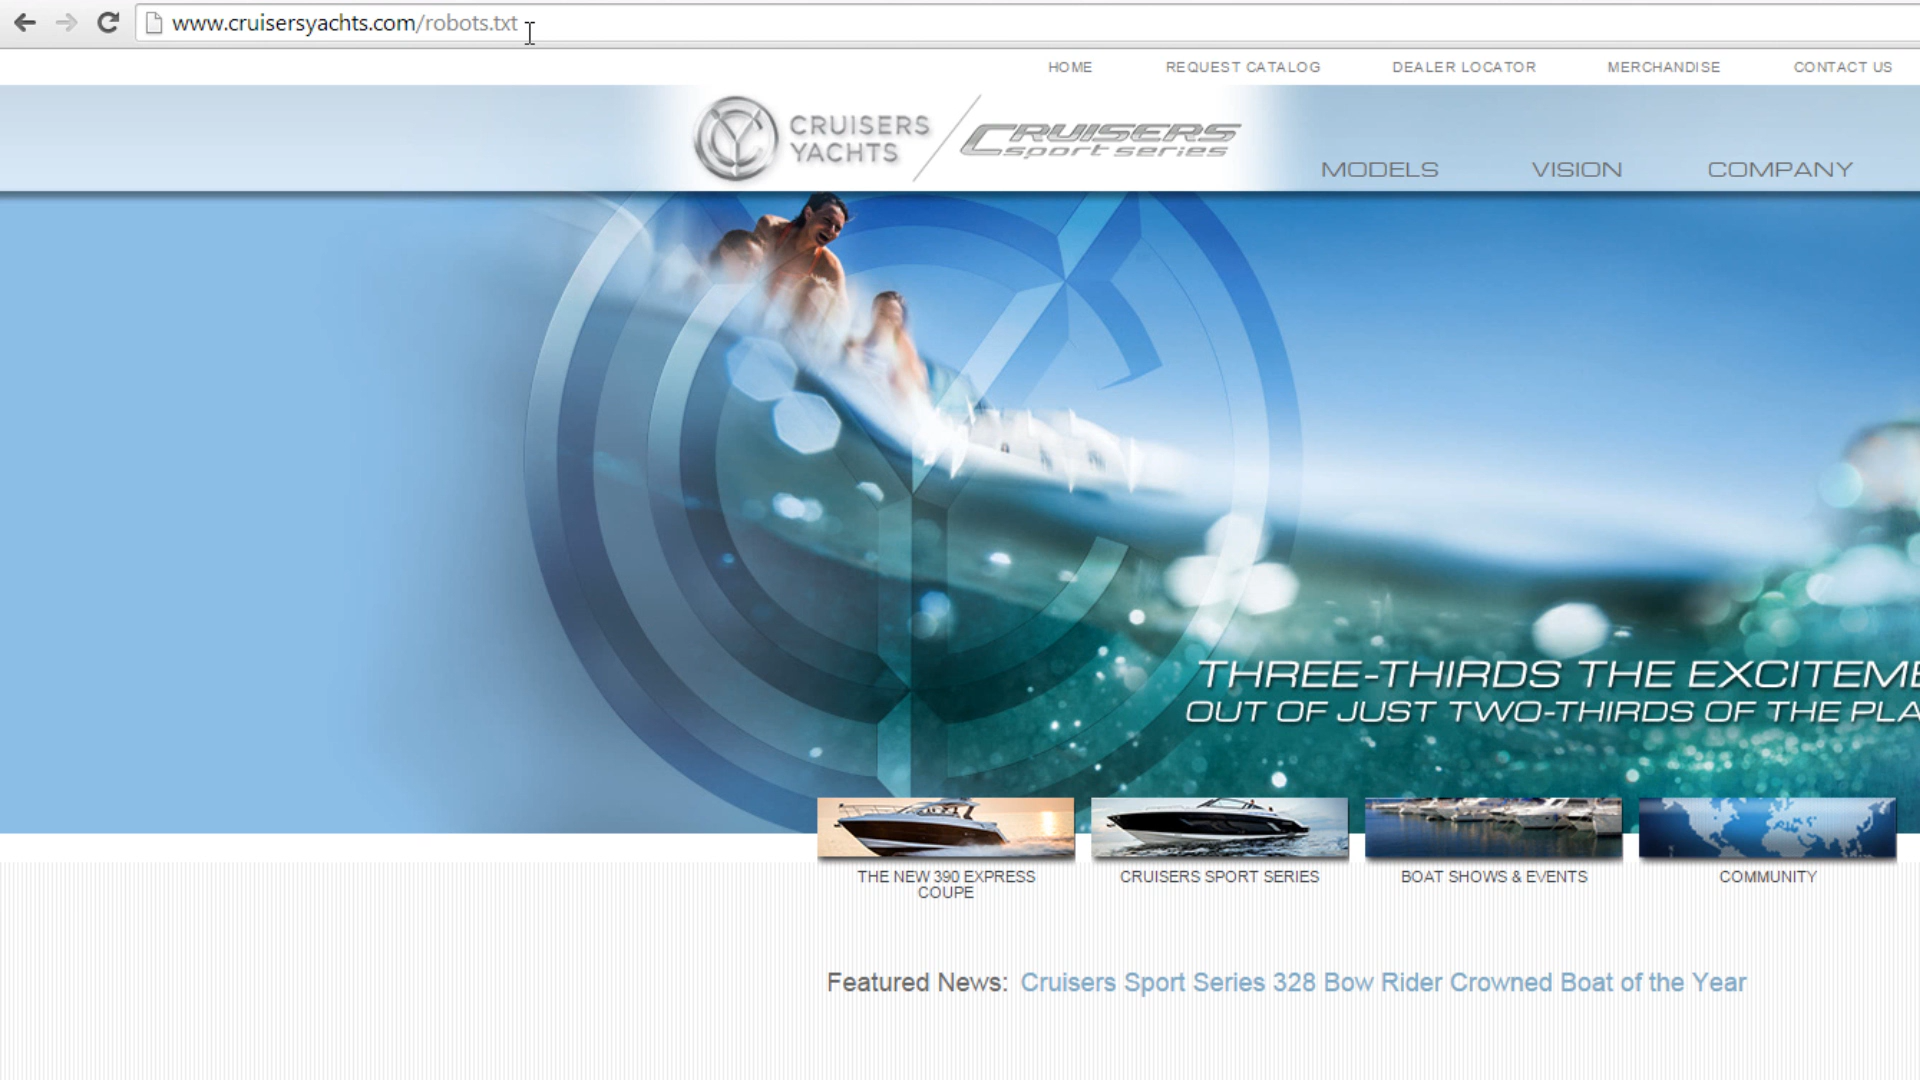 www.cruisersyachts.com/robots.txt
HOME REQUEST CATALOG DEALER LOCATOR MERCHANDISE CONTACT US
CRUISERS
YACHTS
CRUISERS
sport series
MODELS VISION COMPANY
THREE-THIRDS THE EXCITEME
OUT OF JUST TWO-THIRDS OF THE PLA
THE NEW 390 EXPRESS
COUPE
CRUISERS SPORT SERIES
BOAT SHOWS & EVENTS
COMMUNITY
Featured News: Cruisers Sport Series 328 Bow Rider Crowned Boat of the Year